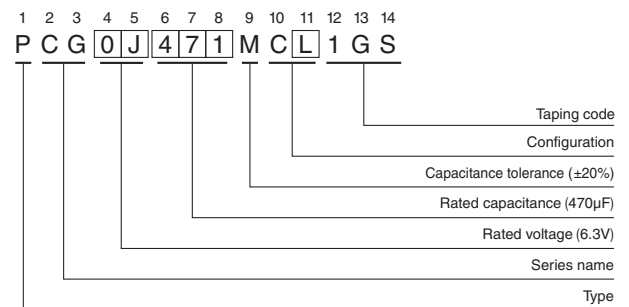 1 2 3 4 5 6 7 8 9 10 11 12 13 14
P C G 0 J 4 7 1 M C L 1 G S
Taping code
Configuration
Capacitance tolerance (±20%)
Rated capacitance (470μF)
Rated voltage (6.3V)
Series name
Type